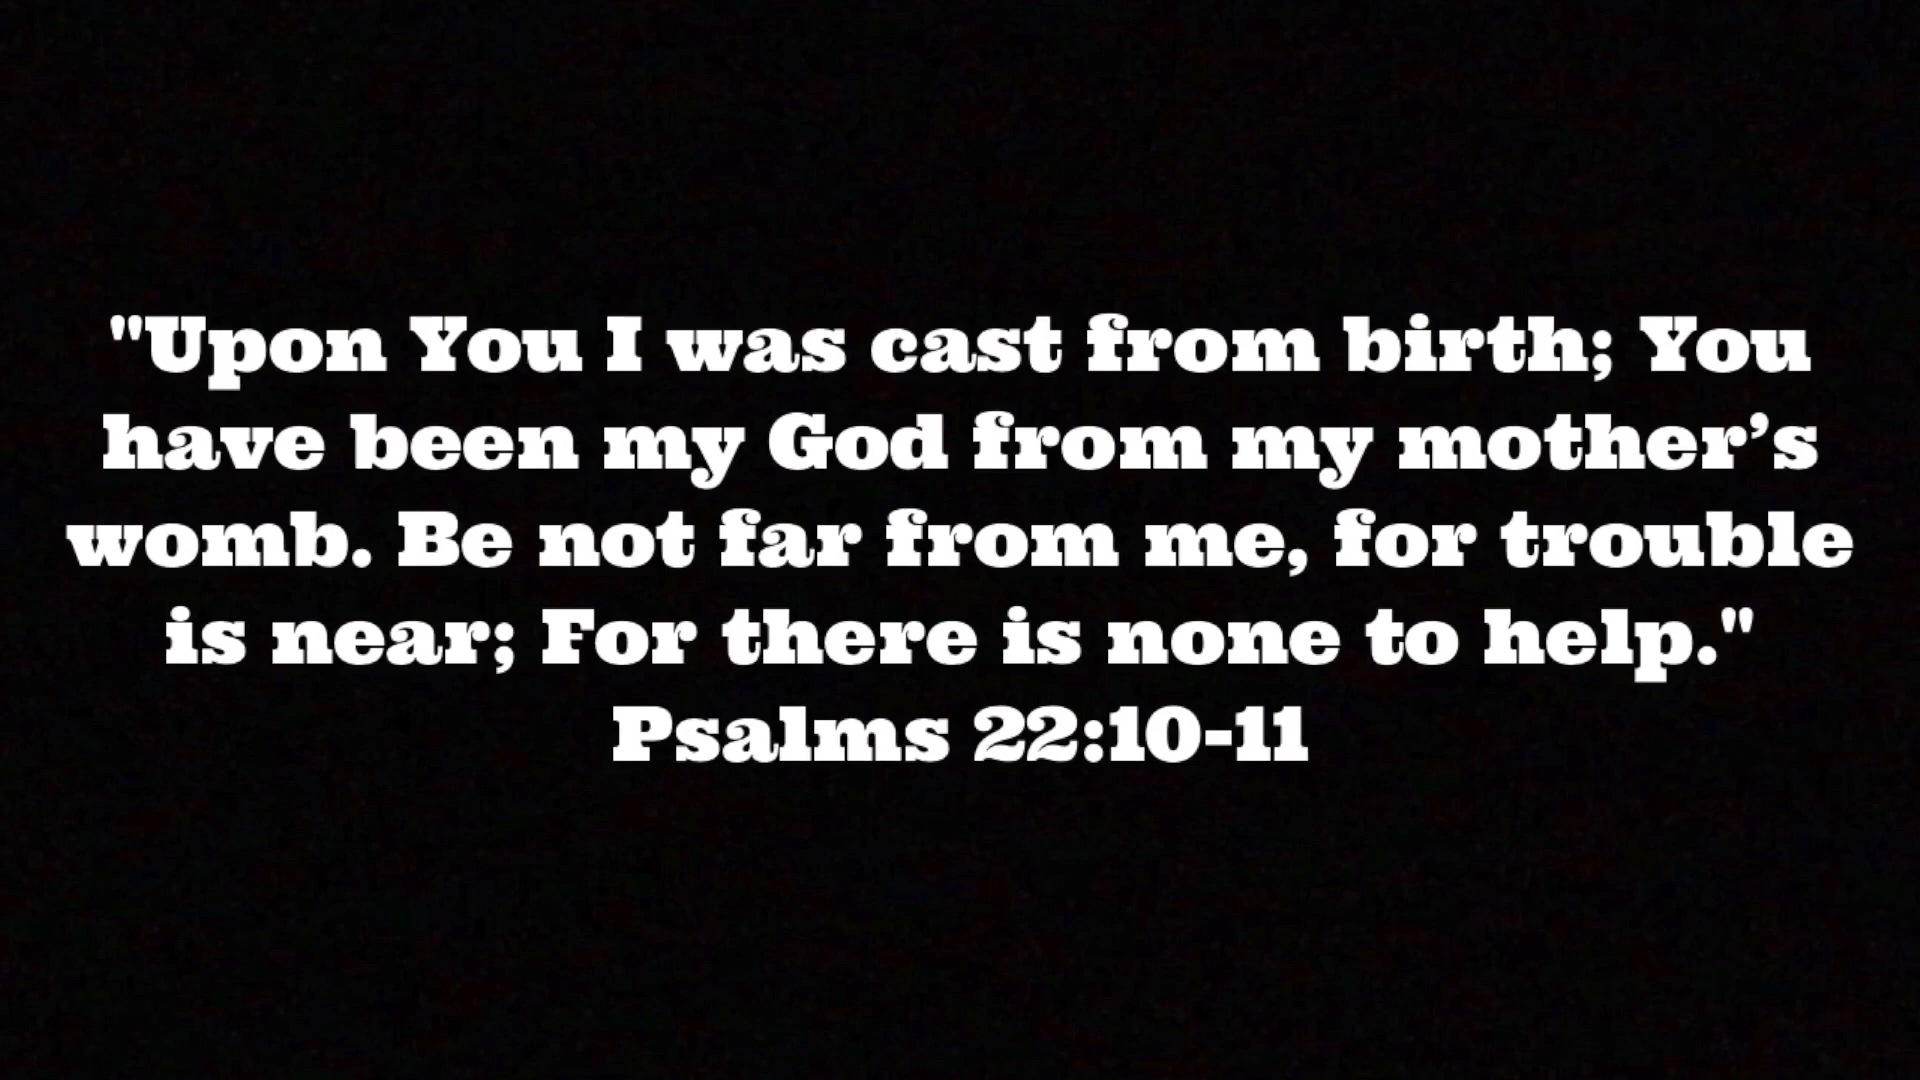 "Upon You I was cast from birth; You
have been my God from my mother’s
womb. Be not far from me, for trouble
is near; For there is none to help."
Psalms 22:10-11